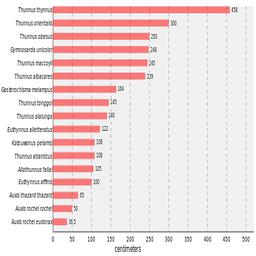 Thunnus thynnus 458
Thunnus orientalis 300
Thunnus obesus 250
Gymnosarda unicolor 248
Thunnus maccoyii 245
Thunnus albacares 239
Gasterochisma melampus 164
Thunnus tonggol 145
Thunnus alalunga 140
Euthynnus alletteratus 122
Katsuwonus pelamis 108
Thunnus atlanticus 108
Allothunnus fallai 105
Euthynnus affinis 100
Auxis thazard thazard 65
Auxis rochei rochei 50
Auxis rochei eudorax 36.5
0 50 100 150 200 250 300 350 400 450 500
centimeters